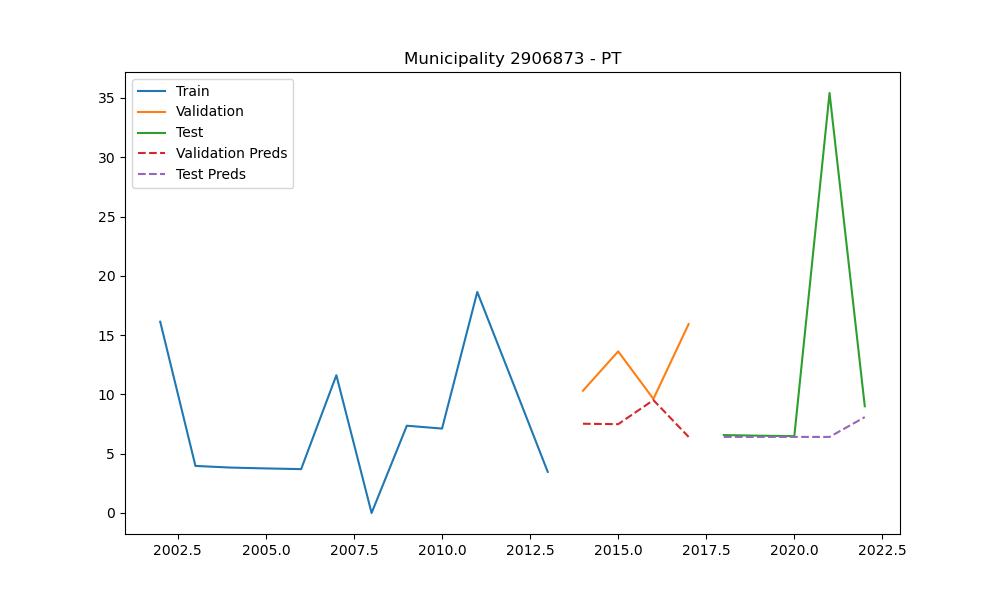 Municipality 2906873 - PT
Train
Validation
Test
Validation Preds
Test Preds
35
30
25
20
15
10
5
0
2002.5 2005.0 2007.5 2010.0 2012.5 2015.0 2017.5 2020.0 2022.5